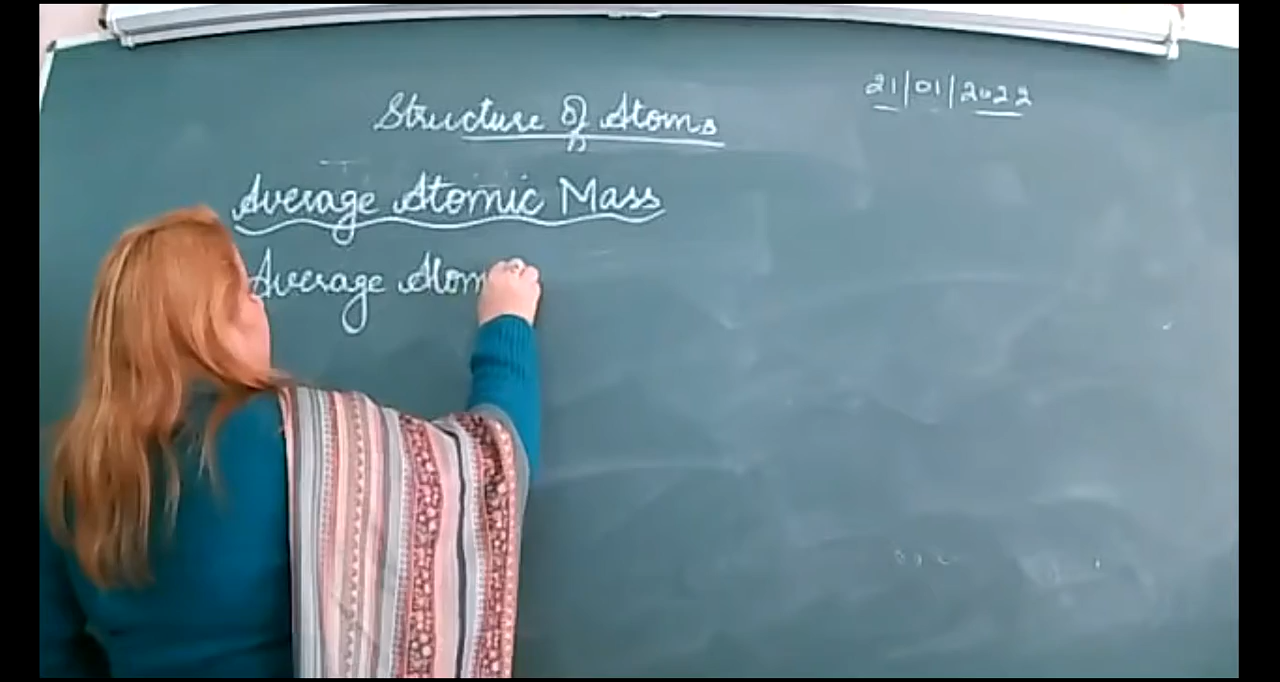 21/01/2022
Structure of Atoms
Average Atomic Mass
Average Atom